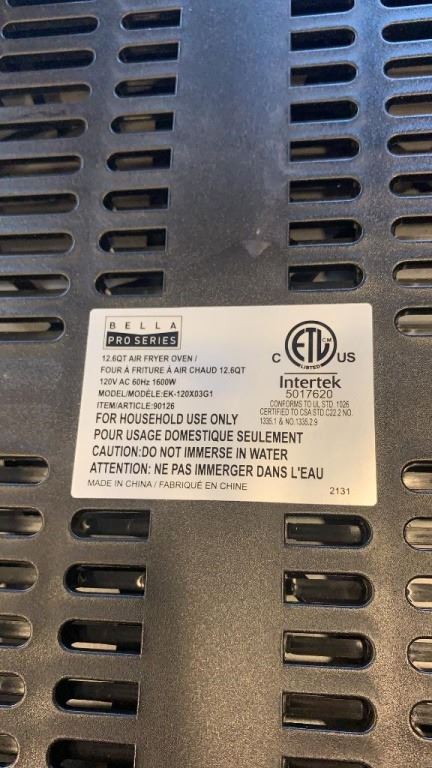 BELLA
PRO SERIES
12.6QT AIR FRYER OVEN /
FOUR À FRITURE À AIR CHAUD 12.6QT
120V AC 60Hz 1600W
MODEL/MODÈLE:EK-120X03G1
ITEM/ARTICLE:90126
FOR HOUSEHOLD USE ONLY
POUR USAGE DOMESTIQUE SEULEMENT
CAUTION:DO NOT IMMERSE IN WATER
ATTENTION: NE PAS IMMERGER DANS L'EAU
MADE IN CHINA / FABRIQUÉ EN CHINE
C ETL CM US
LISTED
Intertek
5017620
CONFORMS TO UL STD. 1026
CERTIFIED TO CSA STD.C22.2 NO.
1335.1 & NO.1335.2.9
2131